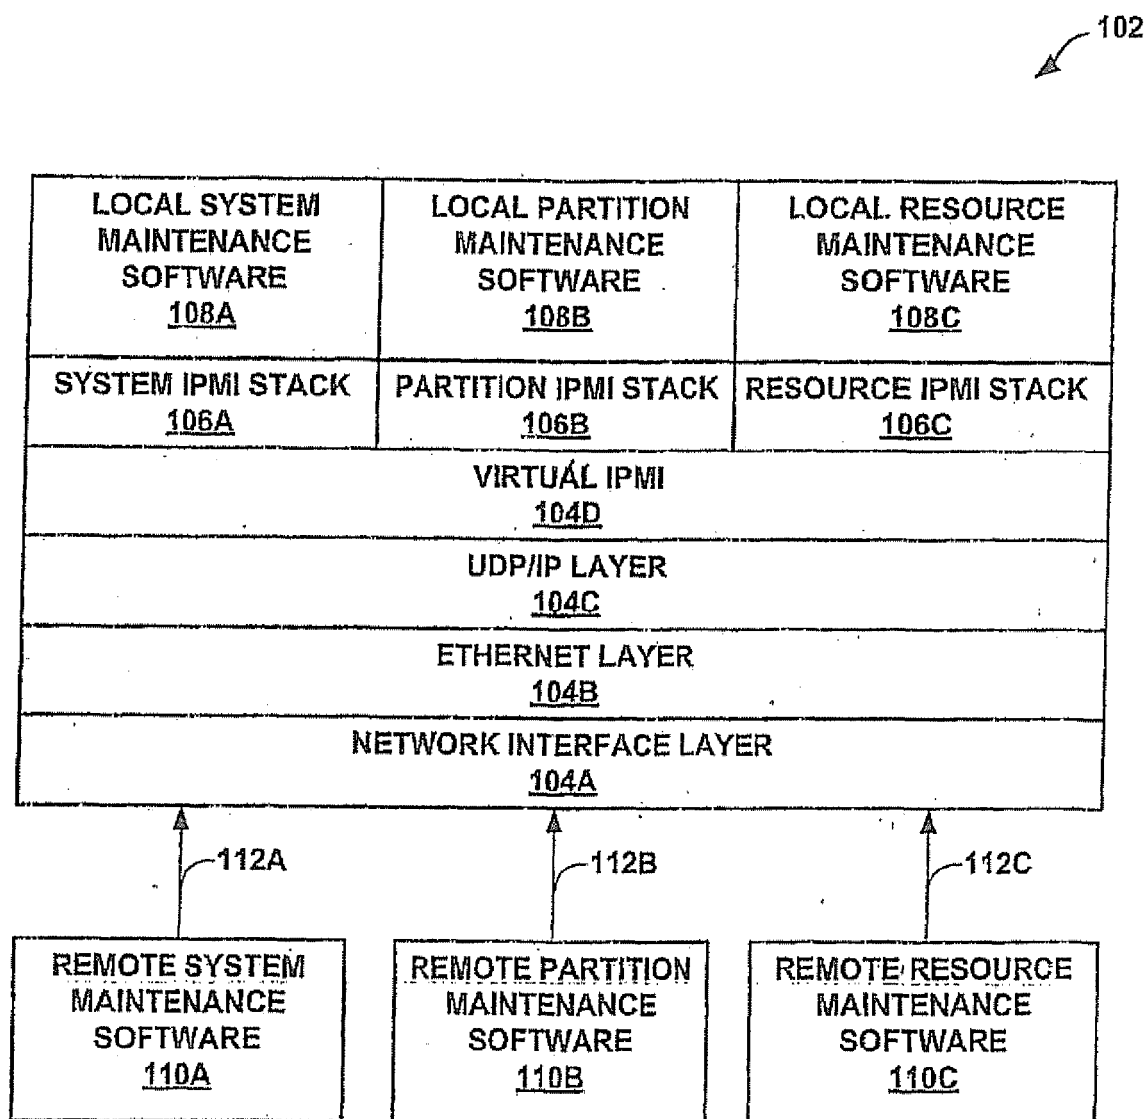 102
LOCAL SYSTEM
MAINTENANCE
SOFTWARE
108A
LOCAL PARTITION
MAINTENANCE
SOFTWARE
108B
LOCAL RESOURCE
MAINTENANCE
SOFTWARE
108C
SYSTEM IPMI STACK
106A
PARTITION IPMI STACK
106B
RESOURCE IPMI STACK
106C
VIRTUAL IPMI
104D
UDP/IP LAYER
104C
ETHERNET LAYER
104B
NETWORK INTERFACE LAYER
104A
112A
112B
112C
REMOTE SYSTEM
MAINTENANCE
SOFTWARE
110A
REMOTE PARTITION
MAINTENANCE
SOFTWARE
110B
REMOTE RESOURCE
MAINTENANCE
SOFTWARE
110C